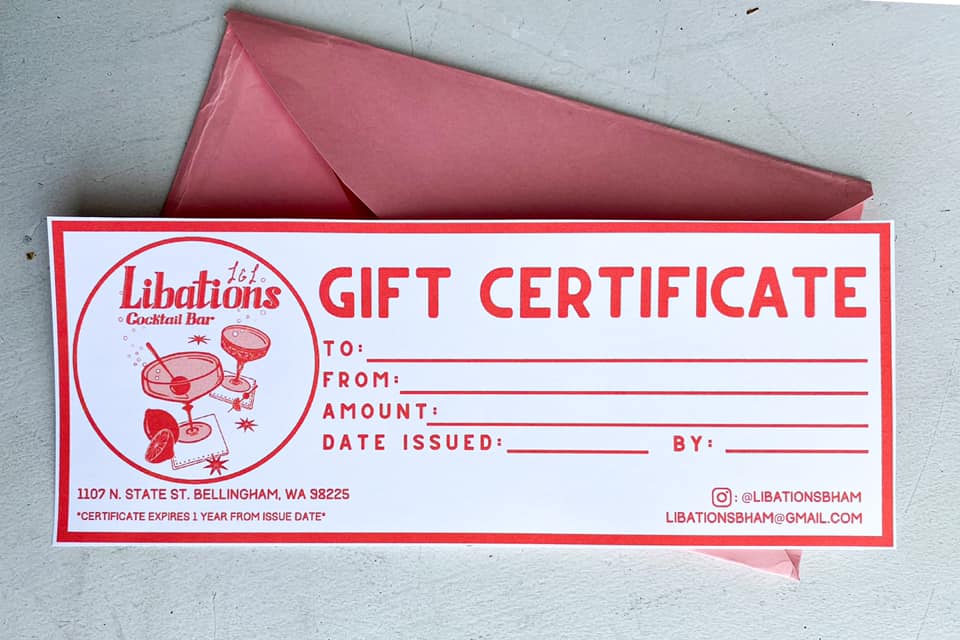 L&L
Libations
Cocktail Bar
GIFT CERTIFICATE
TO:
FROM:
AMOUNT:
DATE ISSUED: BY:
1107 N. STATE ST. BELLINGHAM, WA 98225
*CERTIFICATE EXPIRES 1 YEAR FROM ISSUE DATE*
: @LIBATIONSBHAM
LIBATIONSBHAM@GMAIL.COM